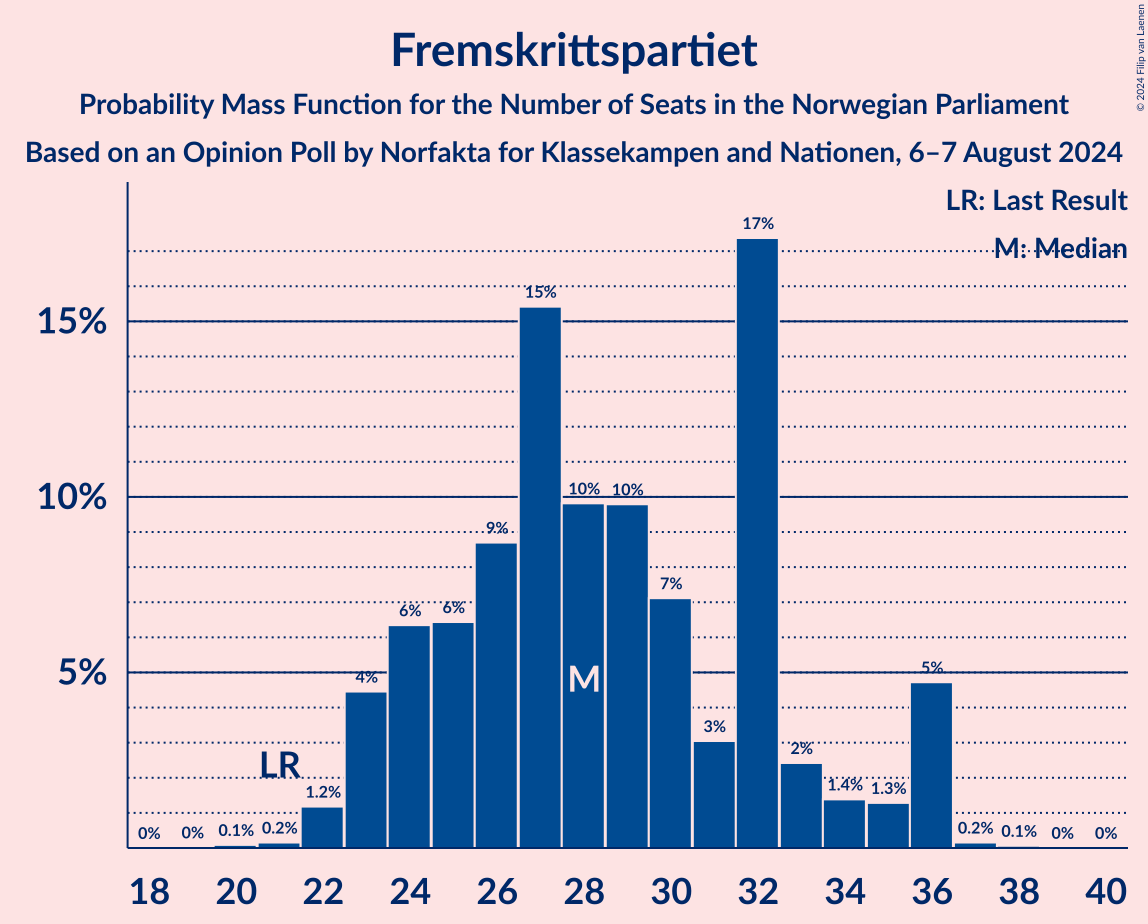 Fremskrittspartiet
Probability Mass Function for the Number of Seats in the Norwegian Parliament
Based on an Opinion Poll by Norfakta for Klassekampen and Nationen, 6–7 August 2024
© 2024 Filip van Laenen
LR: Last Result
M: Median
15%
10%
5%
0%
0%
0.1%
0.2%
1.2%
4%
6%
6%
9%
15%
10%
10%
7%
3%
17%
2%
1.4%
1.3%
5%
0.2%
0.1%
0%
0%
LR
M
18 20 22 24 26 28 30 32 34 36 38 40